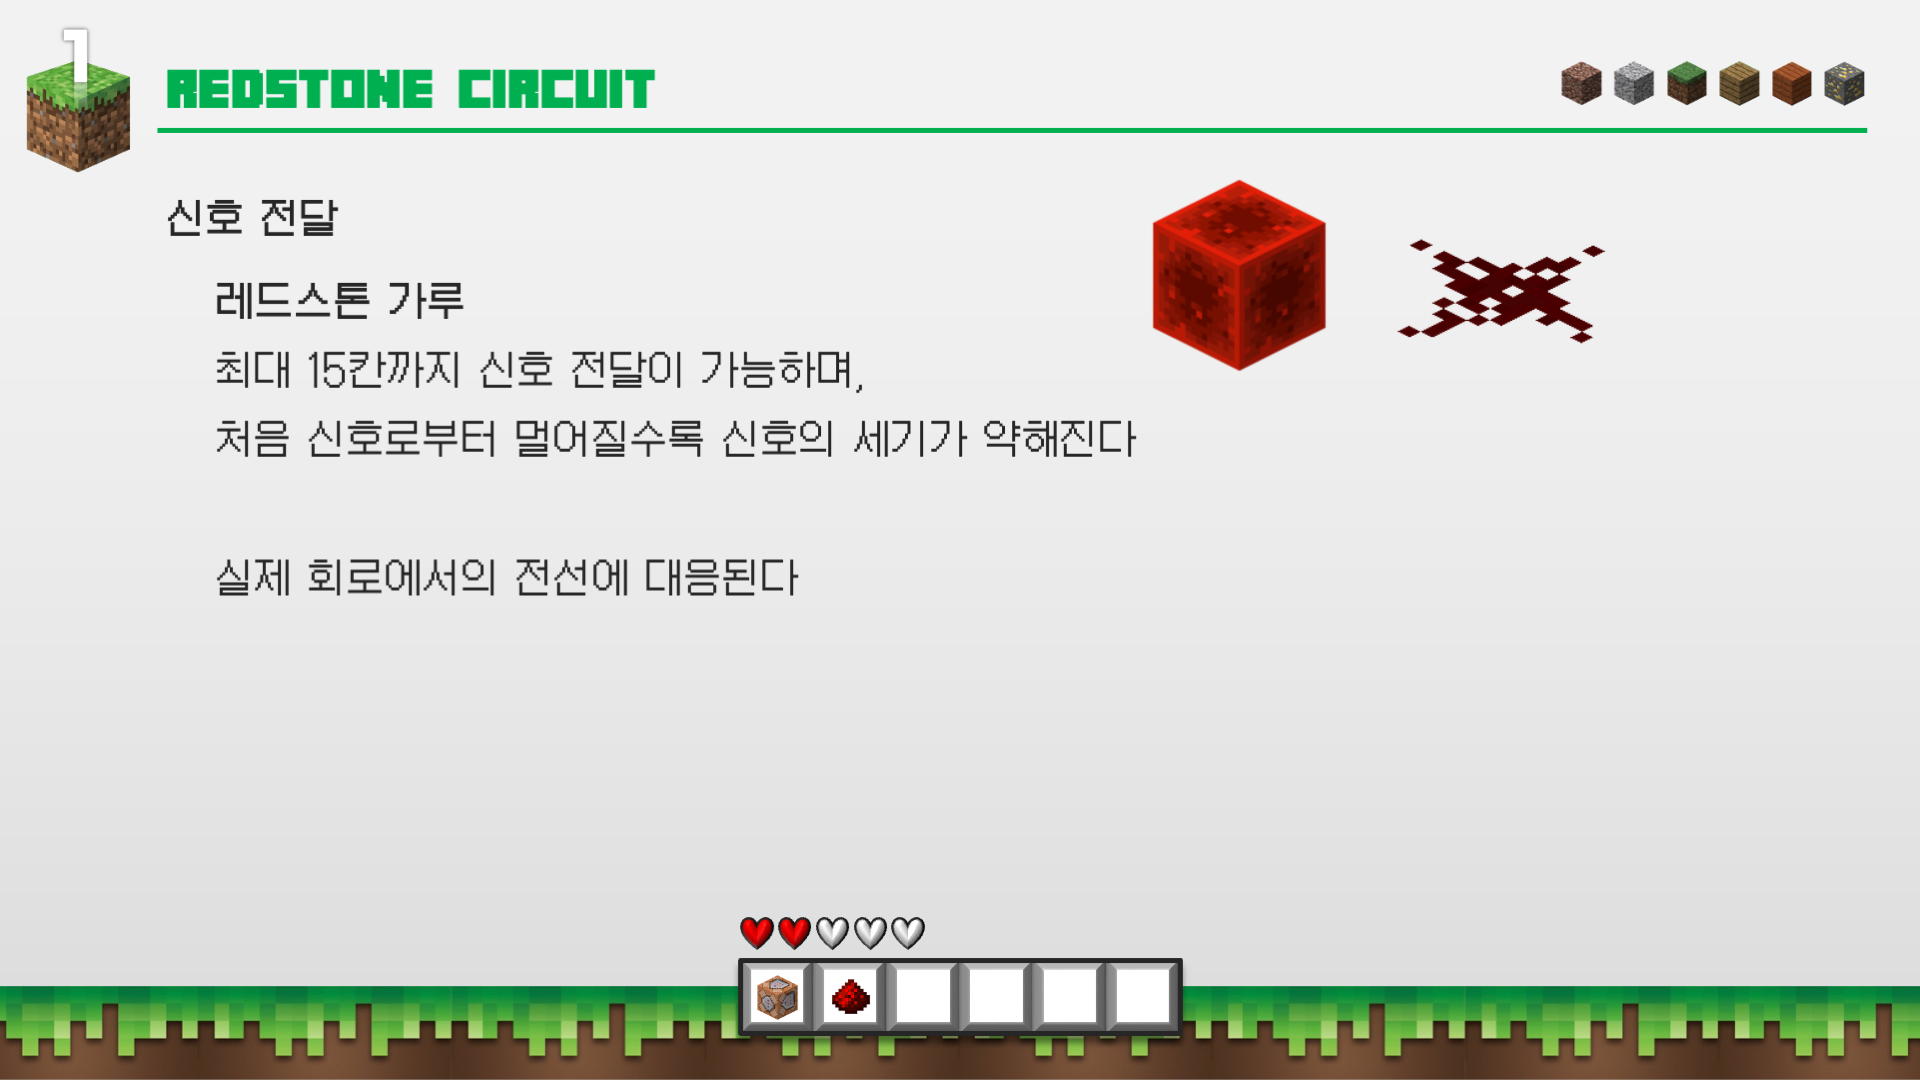 1
REDSTONE CIRCUIT
신호 전달
레드스톤 가루
최대 15칸까지 신호 전달이 가능하며,
처음 신호로부터 멀어질수록 신호의 세기가 약해진다
실제 회로에서의 전선에 대응된다